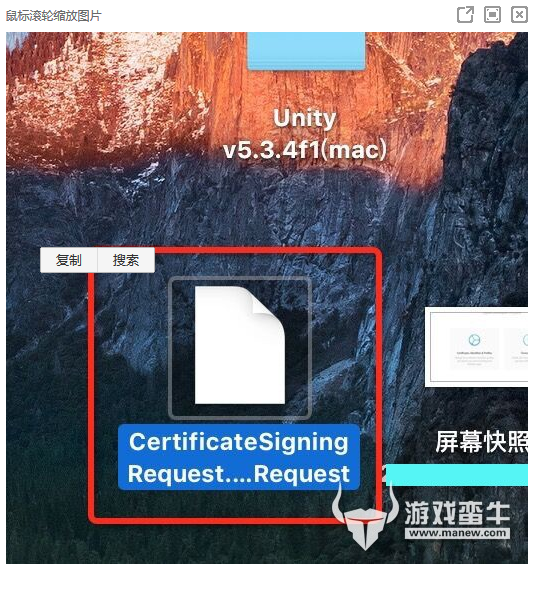 鼠标滚轮缩放图片
Unity
v5.3.4f1(mac)
复制
搜索
CertificateSigning
Request.…Request
屏幕快照
游戏蛮牛
www.manew.com